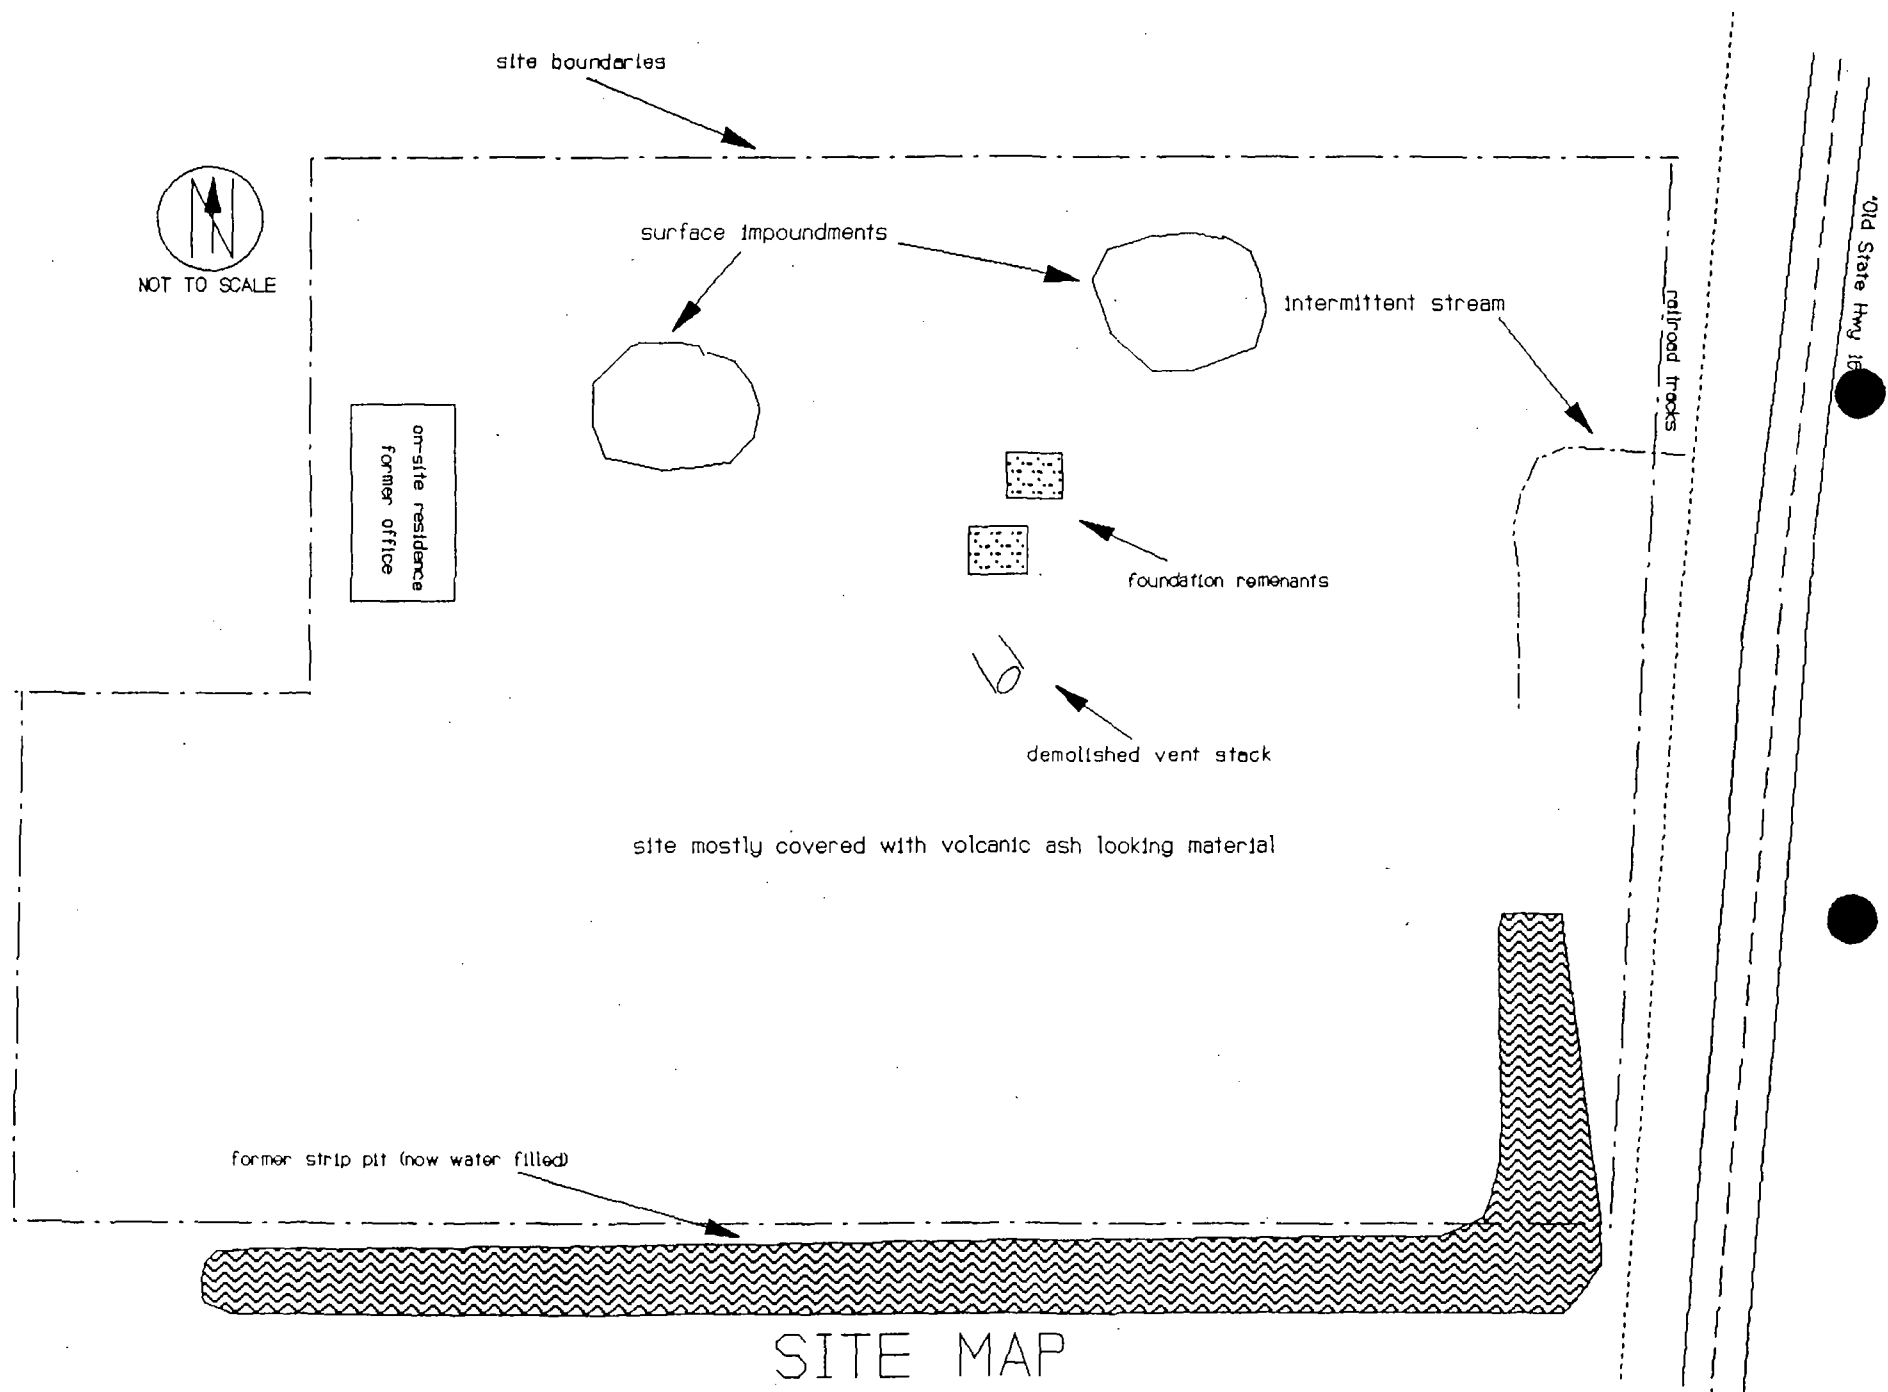 site boundaries
N
NOT TO SCALE
surface impoundments
intermittent stream
railroad tracks
"Old State Hwy
on-site residence
former office
foundation remenants
demolished vent stack
site mostly covered with volcanic ash looking material
former strip pit (now water filled)
SITE MAP